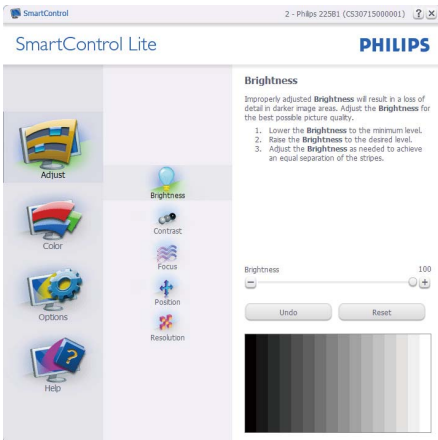 SmartControl
2 - Philips 225B1 (CS30715000001)
SmartControl Lite
PHILIPS
Adjust
Color
Options
Help
Brightness
Contrast
Focus
Position
Resolution
Brightness
Improperly adjusted Brightness will result in a loss of
detail in darker image areas. Adjust the Brightness for
the best possible picture quality.
1. Lower the Brightness to the minimum level.
2. Raise the Brightness to the desired level.
3. Adjust the Brightness as needed to achieve
an equal separation of the stripes.
Brightness 100
Undo
Reset